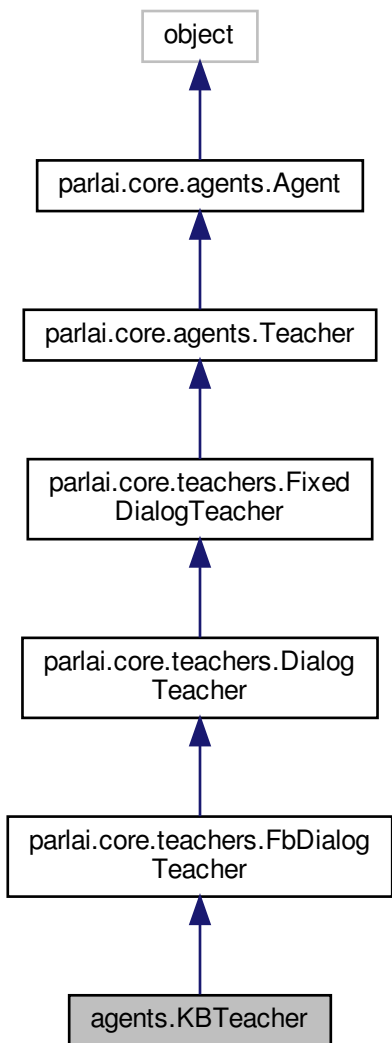 object
parlai.core.agents.Agent
parlai.core.agents.Teacher
parlai.core.teachers.Fixed
DialogTeacher
parlai.core.teachers.Dialog
Teacher
parlai.core.teachers.FbDialog
Teacher
agents.KBTeacher